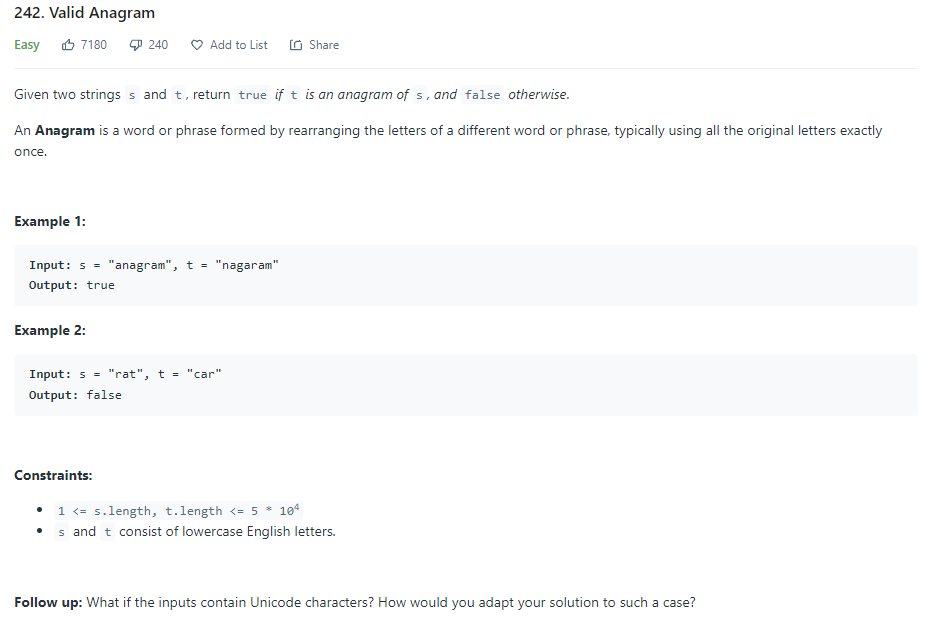 242. Valid Anagram
Easy 7180 240 Add to List Share
Given two strings s and t, return true if t is an anagram of s, and false otherwise.
An Anagram is a word or phrase formed by rearranging the letters of a different word or phrase, typically using all the original letters exactly
once.
Example 1:
Input: s = "anagram", t = "nagaram"
Output: true
Example 2:
Input: s = "rat", t = "car"
Output: false
Constraints:
• 1 <= s.length, t.length <= 5 * 10⁴
• s and t consist of lowercase English letters.
Follow up: What if the inputs contain Unicode characters? How would you adapt your solution to such a case?